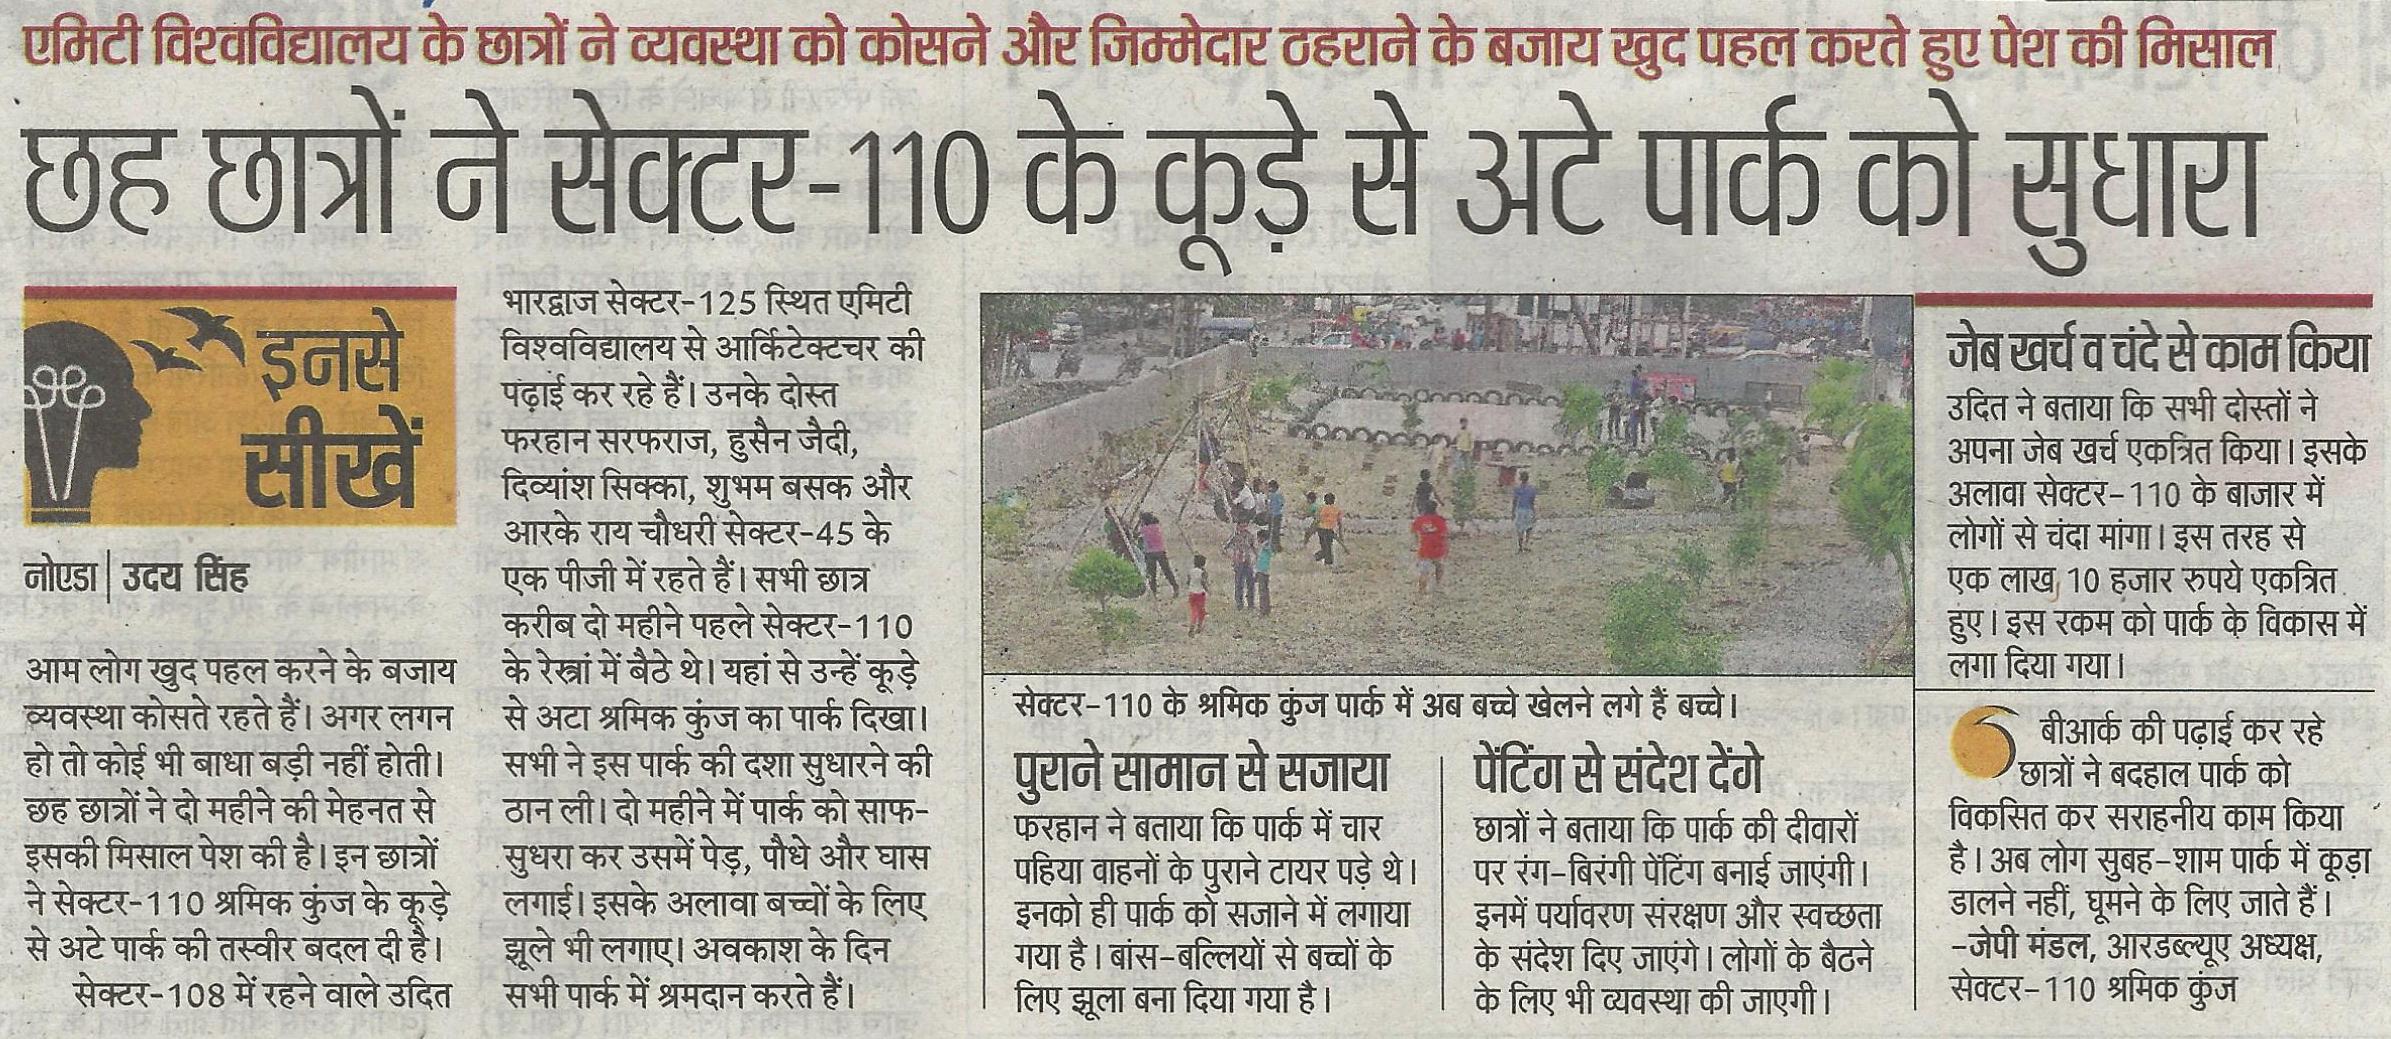 एमिटी विश्वविद्यालय के छात्रों ने व्यवस्था को कोसने और जिम्मेदार ठहराने के बजाय खुद पहल करते हुए पेश की मिसाल
छह छात्रों ने सेक्टर-110 के कूड़े से अटे पार्क को सुधारा
इनसे
सीखें
नोएडा | उदय सिंह
आम लोग खुद पहल करने के बजाय
व्यवस्था कोसते रहते हैं। अगर लगन
हो तो कोई भी बाधा बड़ी नहीं होती।
छह छात्रों ने दो महीने की मेहनत से
इसकी मिसाल पेश की है। इन छात्रों
ने सेक्टर-110 श्रमिक कुंज के कूड़े
से अटे पार्क की तस्वीर बदल दी है।
सेक्टर-108 में रहने वाले उदित
भारद्वाज सेक्टर-125 स्थित एमिटी
विश्वविद्यालय से आर्किटेक्टचर की
पढ़ाई कर रहे हैं। उनके दोस्त
फरहान सरफराज, हुसैन जैदी,
दिव्यांश सिक्का, शुभम बसक और
आरके राय चौधरी सेक्टर-45 के
एक पीजी में रहते हैं। सभी छात्र
करीब दो महीने पहले सेक्टर-110
के रेस्त्रां में बैठे थे। यहां से उन्हें कूड़े
से अटा श्रमिक कुंज का पार्क दिखा।
सभी ने इस पार्क की दशा सुधारने की
ठान ली। दो महीने में पार्क को साफ-
सुधरा कर उसमें पेड़, पौधे और घास
लगाई। इसके अलावा बच्चों के लिए
झूले भी लगाए। अवकाश के दिन
सभी पार्क में श्रमदान करते हैं।
सेक्टर-110 के श्रमिक कुंज पार्क में अब बच्चे खेलने लगे हैं बच्चे।
पुराने सामान से सजाया
फरहान ने बताया कि पार्क में चार
पहिया वाहनों के पुराने टायर पड़े थे।
इनको ही पार्क को सजाने में लगाया
गया है। बांस-बल्लियों से बच्चों के
लिए झूला बना दिया गया है।
पेंटिंग से संदेश देंगे
छात्रों ने बताया कि पार्क की दीवारों
पर रंग-बिरंगी पेंटिंग बनाई जाएंगी।
इनमें पर्यावरण संरक्षण और स्वच्छता
के संदेश दिए जाएंगे। लोगों के बैठने
के लिए भी व्यवस्था की जाएगी।
जेब खर्च व चंदे से काम किया
उदित ने बताया कि सभी दोस्तों ने
अपना जेब खर्च एकत्रित किया। इसके
अलावा सेक्टर-110 के बाजार में
लोगों से चंदा मांगा। इस तरह से
एक लाख 10 हजार रुपये एकत्रित
हुए। इस रकम को पार्क के विकास में
लगा दिया गया।
बीआर्क की पढ़ाई कर रहे
छात्रों ने बदहाल पार्क को
विकसित कर सराहनीय काम किया
है। अब लोग सुबह-शाम पार्क में कूड़ा
डालने नहीं, घूमने के लिए जाते हैं।
-जेपी मंडल, आरडब्ल्यूए अध्यक्ष,
सेक्टर-110 श्रमिक कुंज